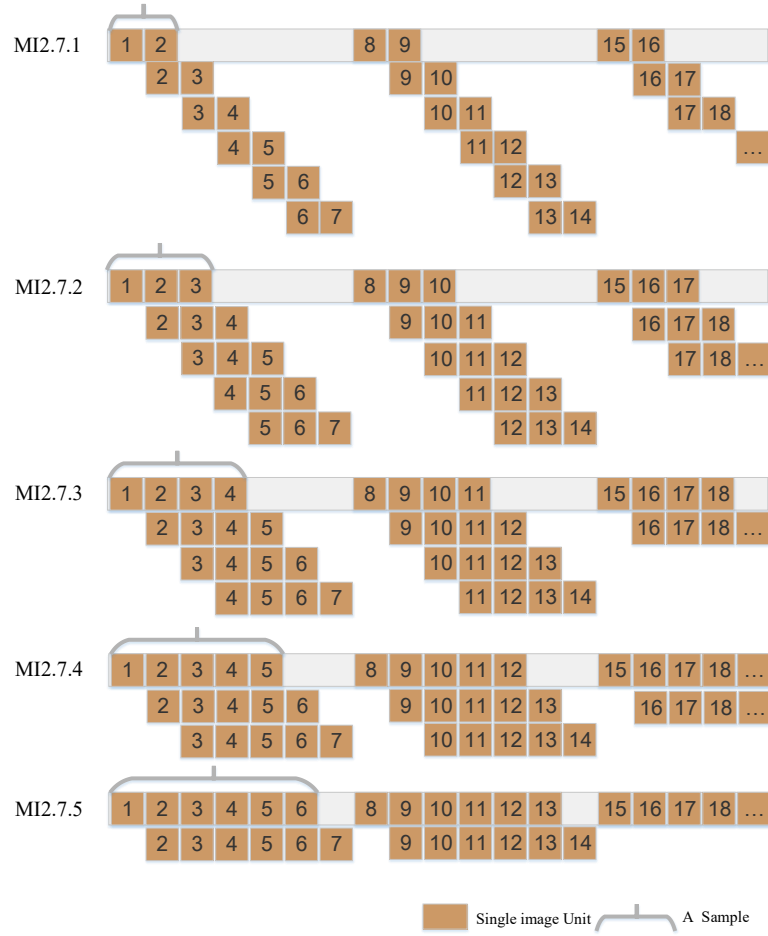 MI2.7.1 1 2 8 9 15 16
2 3 9 10 16 17
3 4 10 11 17 18
4 5 11 12 ...
5 6 12 13
6 7 13 14
MI2.7.2 1 2 3 8 9 10 15 16 17
2 3 4 9 10 11 16 17 18
3 4 5 10 11 12 17 18 ...
4 5 6 11 12 13
5 6 7 12 13 14
MI2.7.3 1 2 3 4 8 9 10 11 15 16 17 18
2 3 4 5 9 10 11 12 16 17 18 ...
3 4 5 6 10 11 12 13
4 5 6 7 11 12 13 14
MI2.7.4 1 2 3 4 5 8 9 10 11 12 15 16 17 18 ...
2 3 4 5 6 9 10 11 12 13 16 17 18 ...
3 4 5 6 7 10 11 12 13 14
MI2.7.5 1 2 3 4 5 6 8 9 10 11 12 13 15 16 17 18 ...
2 3 4 5 6 7 9 10 11 12 13 14
Single image Unit A Sample